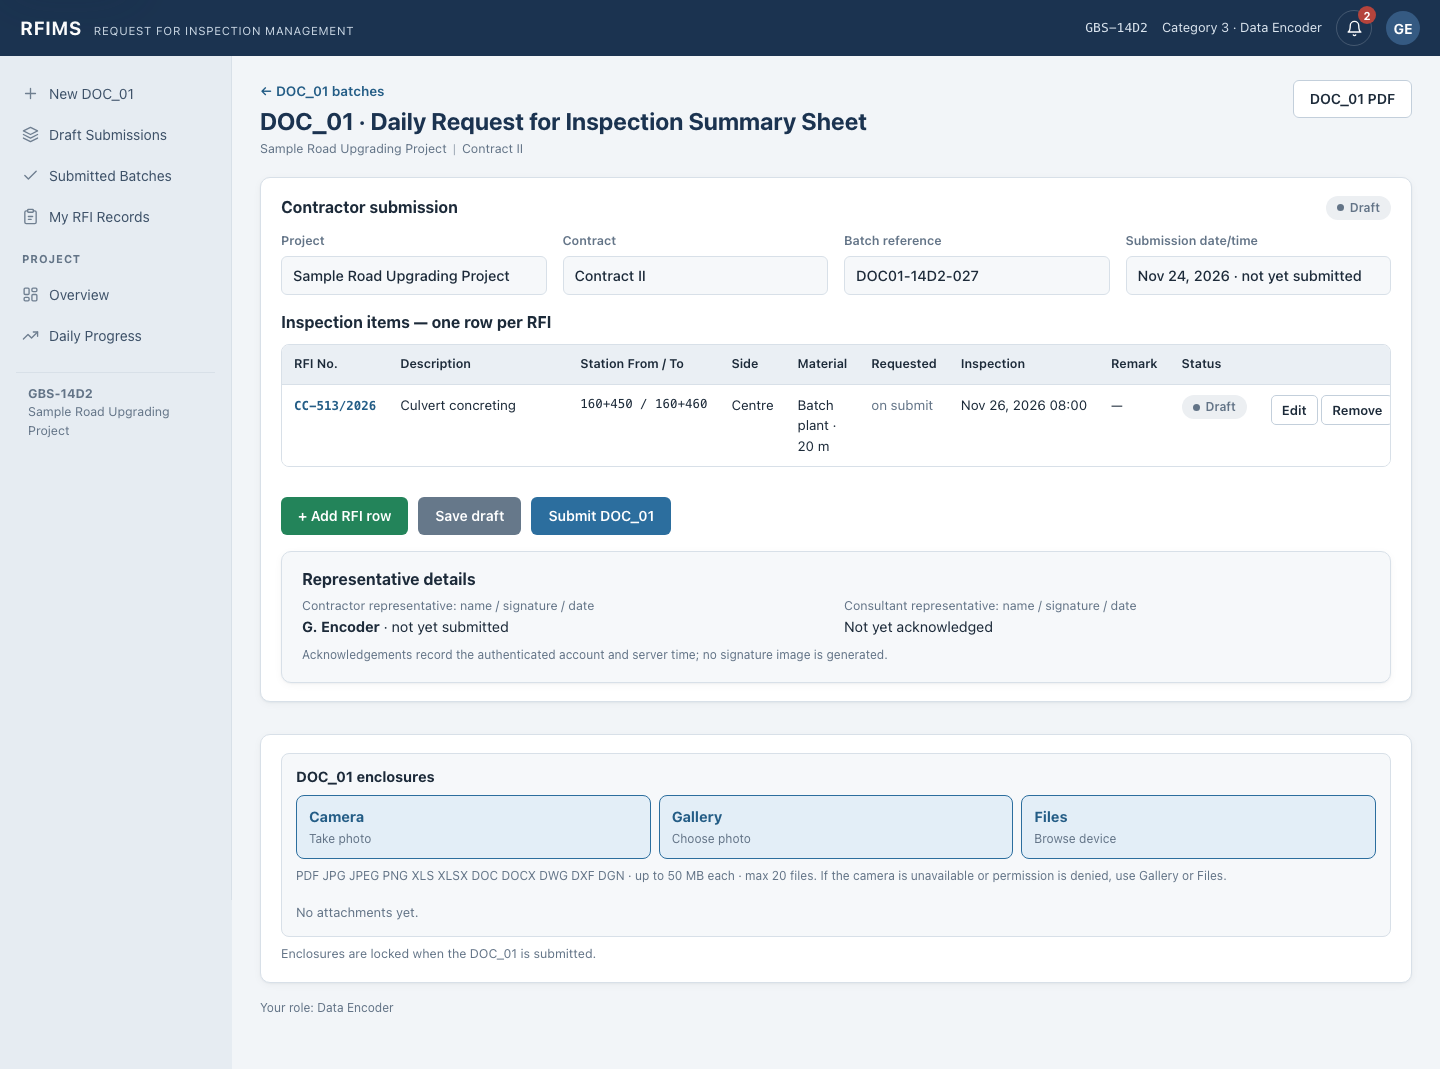 RFIMS REQUEST FOR INSPECTION MANAGEMENT
GBS-14D2 Category 3 · Data Encoder 2 GE
New DOC_01
Draft Submissions
Submitted Batches
My RFI Records
PROJECT
Overview
Daily Progress
GBS-14D2
Sample Road Upgrading
Project
← DOC_01 batches
DOC_01 PDF
DOC_01 · Daily Request for Inspection Summary Sheet
Sample Road Upgrading Project | Contract II
Contractor submission
Draft
Project Contract Batch reference Submission date/time
Sample Road Upgrading Project Contract II DOC01-14D2-027 Nov 24, 2026 · not yet submitted
Inspection items — one row per RFI
RFI No. Description Station From / To Side Material Requested Inspection Remark Status
CC-513/2026 Culvert concreting 160+450 / 160+460 Centre Batch on submit Nov 26, 2026 08:00 — Draft Edit Remove
plant ·
20 m
+ Add RFI row Save draft Submit DOC_01
Representative details
Contractor representative: name / signature / date Consultant representative: name / signature / date
G. Encoder · not yet submitted Not yet acknowledged
Acknowledgements record the authenticated account and server time; no signature image is generated.
DOC_01 enclosures
Camera Gallery Files
Take photo Choose photo Browse device
PDF JPG JPEG PNG XLS XLSX DOC DOCX DWG DXF DGN · up to 50 MB each · max 20 files. If the camera is unavailable or permission is denied, use Gallery or Files.
No attachments yet.
Enclosures are locked when the DOC_01 is submitted.
Your role: Data Encoder